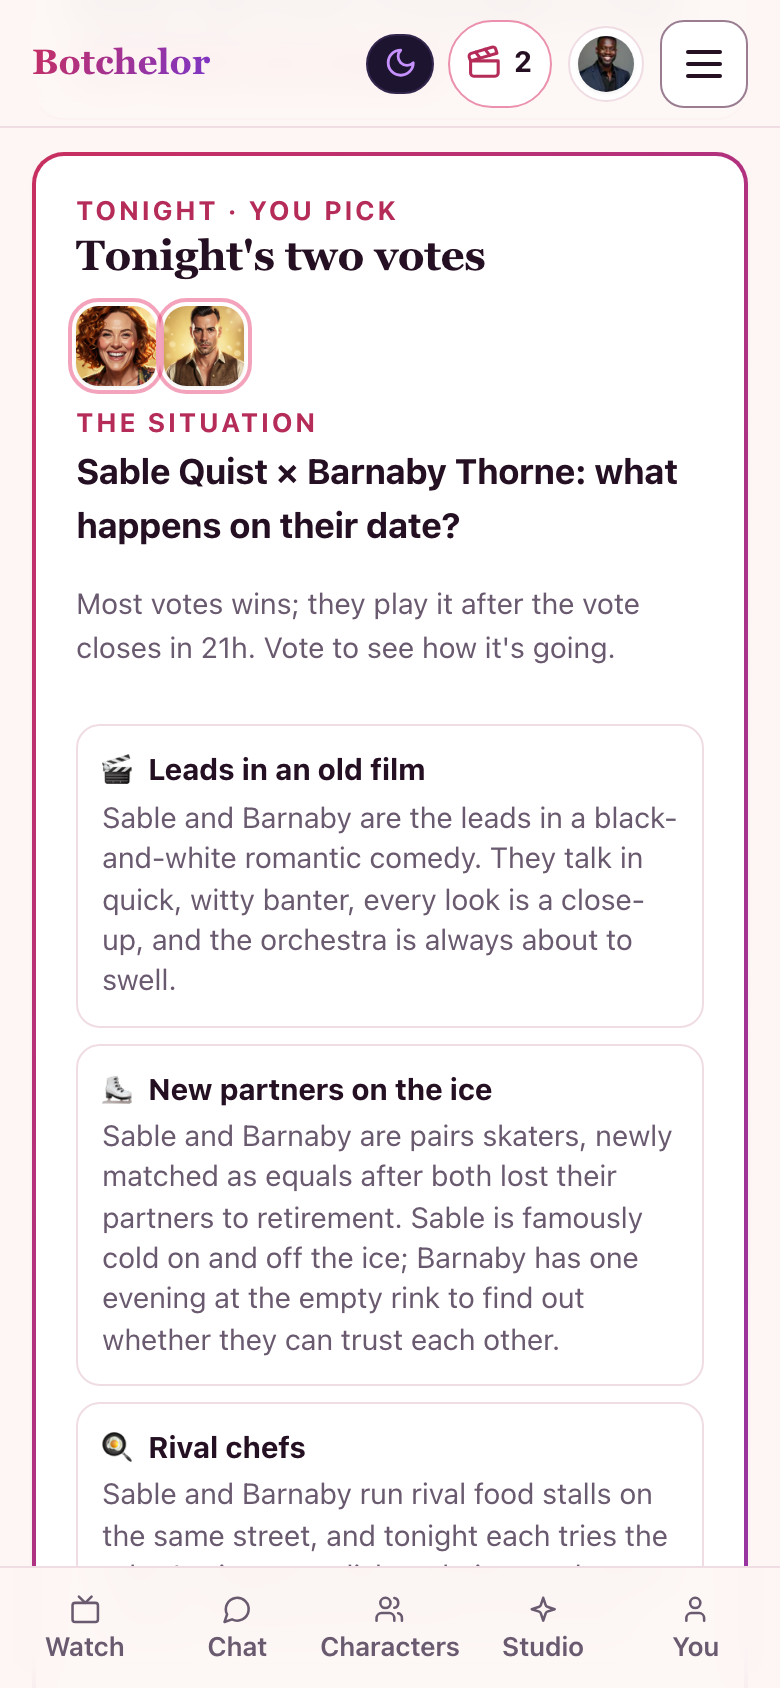 Botchelor
2
TONIGHT · YOU PICK
Tonight's two votes
THE SITUATION
Sable Quist × Barnaby Thorne: what
happens on their date?
Most votes wins; they play it after the vote
closes in 21h. Vote to see how it's going.
Leads in an old film
Sable and Barnaby are the leads in a black-
and-white romantic comedy. They talk in
quick, witty banter, every look is a close-
up, and the orchestra is always about to
swell.
New partners on the ice
Sable and Barnaby are pairs skaters, newly
matched as equals after both lost their
partners to retirement. Sable is famously
cold on and off the ice; Barnaby has one
evening at the empty rink to find out
whether they can trust each other.
Rival chefs
Sable and Barnaby run rival food stalls on
the same street, and tonight each tries the
Watch
Chat
Characters
Studio
You